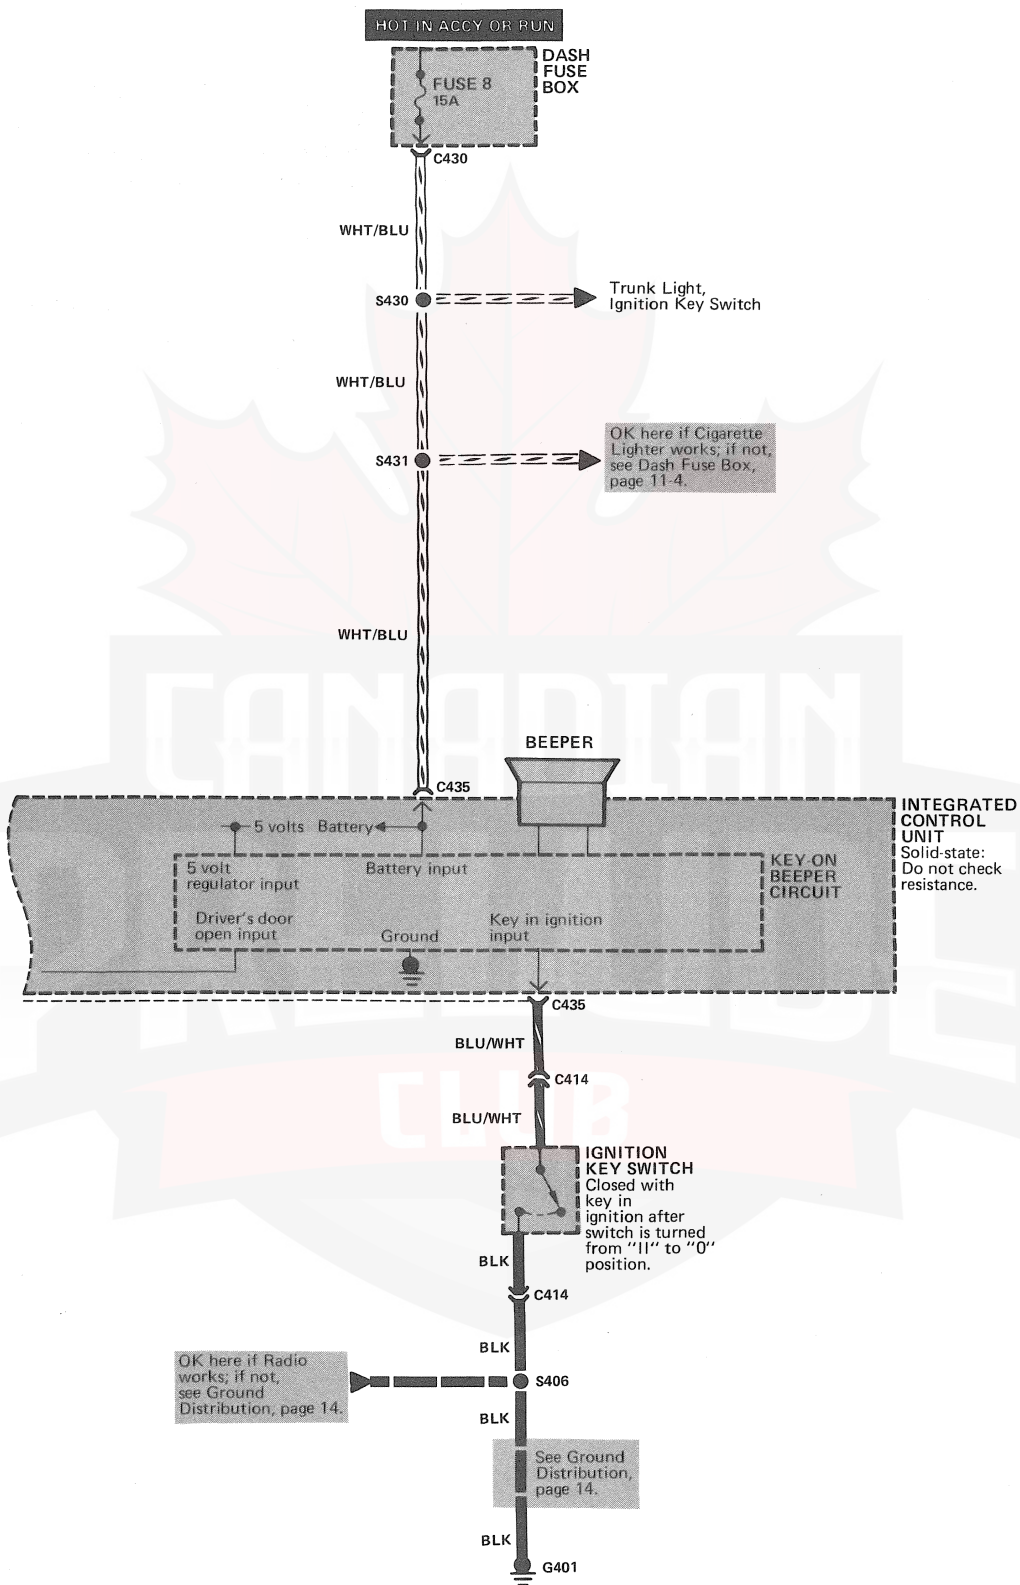 HOT IN ACCY OR RUN
DASH
FUSE
BOX
FUSE 8
15A
C430
WHT/BLU
S430
Trunk Light,
Ignition Key Switch
WHT/BLU
S431
OK here if Cigarette
Lighter works; if not,
see Dash Fuse Box,
page 11-4.
WHT/BLU
CANADIAN
PRELUDE
CLUB
BEEPER
C435
INTEGRATED
CONTROL
UNIT
Solid-state:
Do not check
resistance.
5 volts Battery
KEY-ON
BEEPER
CIRCUIT
5 volt
regulator input
Battery input
Driver's door
open input
Ground
Key in ignition
input
C435
BLU/WHT
C414
BLU/WHT
IGNITION
KEY SWITCH
Closed with
key in
ignition after
switch is turned
from "II" to "0"
position.
BLK
C414
BLK
OK here if Radio
works; if not,
see Ground
Distribution, page 14.
S406
BLK
See Ground
Distribution,
page 14.
BLK
G401